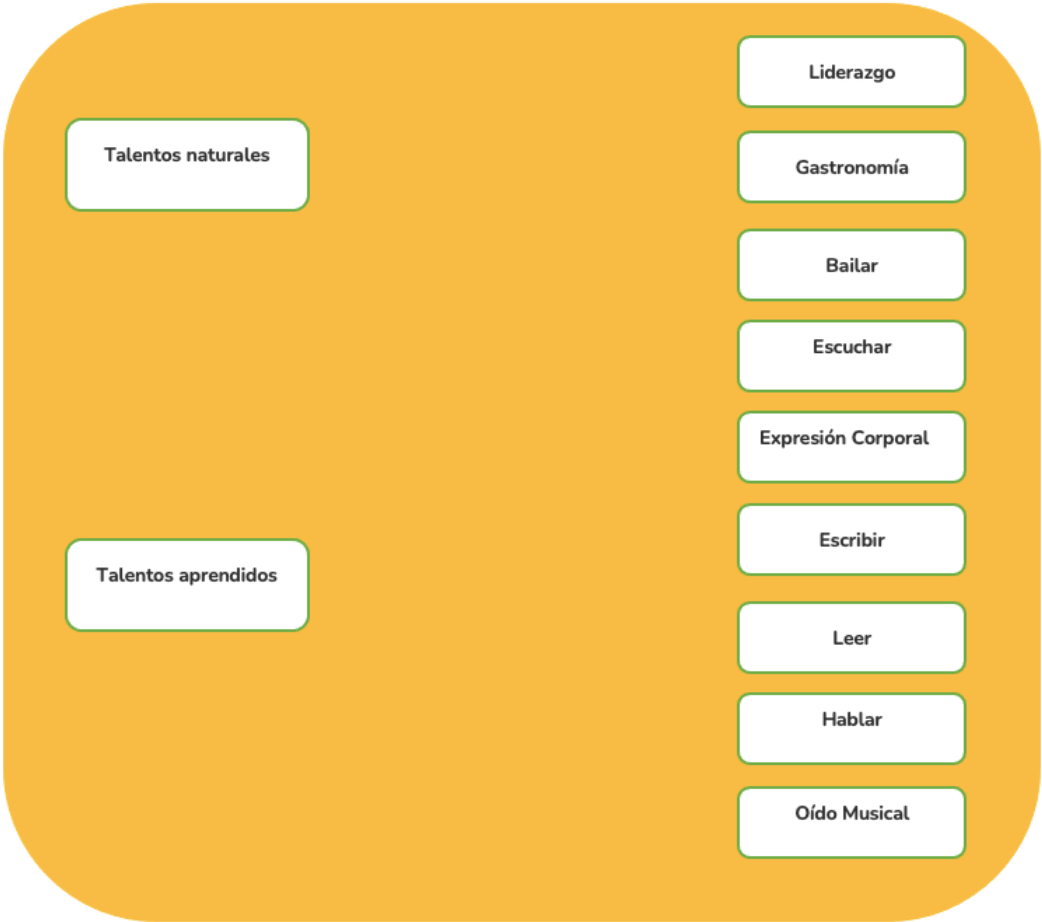 Talentos naturales
Talentos aprendidos
Liderazgo
Gastronomía
Bailar
Escuchar
Expresión Corporal
Escribir
Leer
Hablar
Oído Musical